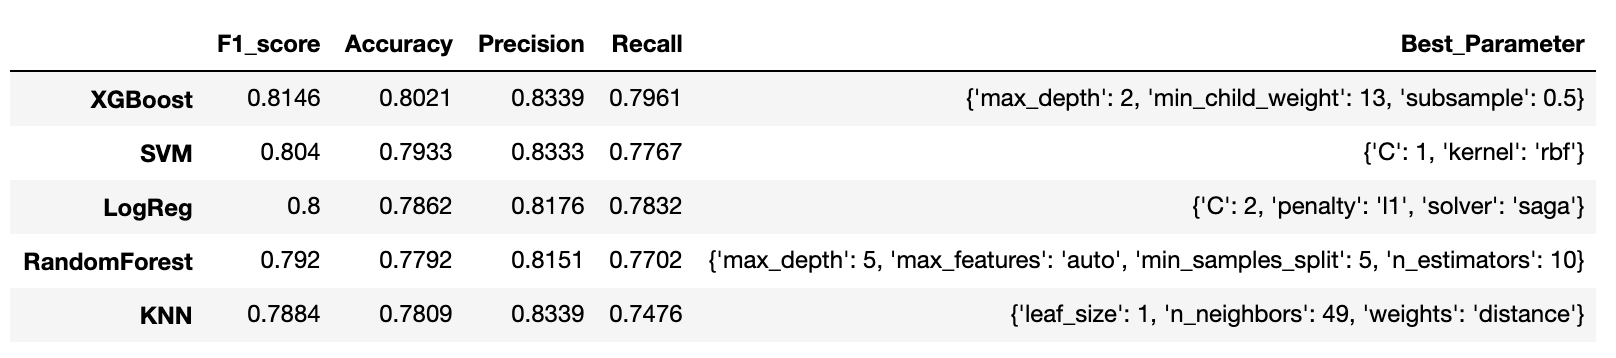 F1_score Accuracy Precision Recall Best_Parameter
XGBoost 0.8146 0.8021 0.8339 0.7961 {'max_depth': 2, 'min_child_weight': 13, 'subsample': 0.5}
SVM 0.804 0.7933 0.8333 0.7767 {'C': 1, 'kernel': 'rbf'}
LogReg 0.8 0.7862 0.8176 0.7832 {'C': 2, 'penalty': 'l1', 'solver': 'saga'}
RandomForest 0.792 0.7792 0.8151 0.7702 {'max_depth': 5, 'max_features': 'auto', 'min_samples_split': 5, 'n_estimators': 10}
KNN 0.7884 0.7809 0.8339 0.7476 {'leaf_size': 1, 'n_neighbors': 49, 'weights': 'distance'}